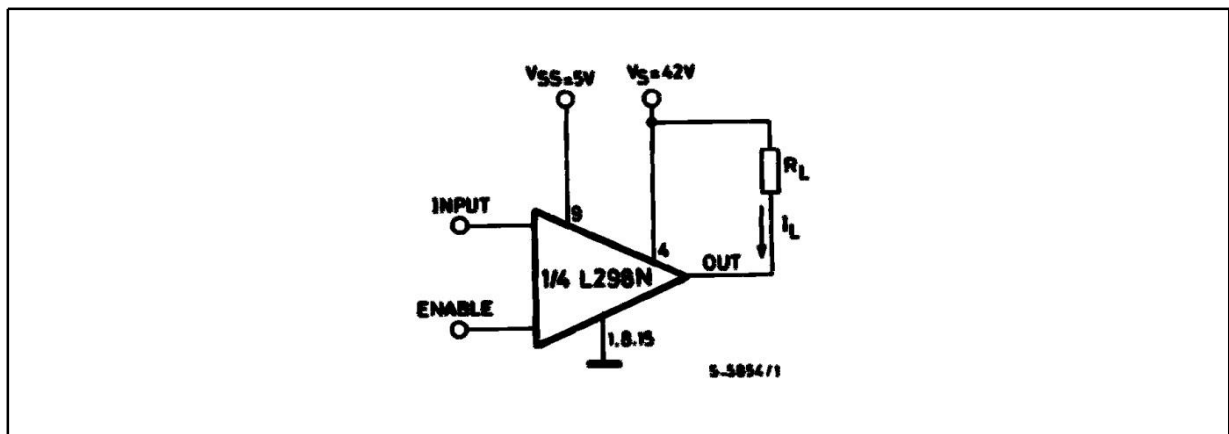 VSS=5V VS=42V
RL
INPUT 9 IL
4
1/4 L298N OUT
ENABLE
1,8,15
S-5854/1